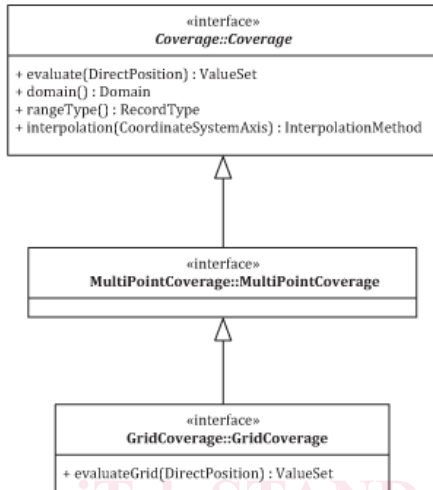 «interface»
Coverage::Coverage
+ evaluate(DirectPosition) : ValueSet
+ domain() : Domain
+ rangeType() : RecordType
+ interpolation(CoordinateSystemAxis) : InterpolationMethod
«interface»
MultiPointCoverage::MultiPointCoverage
«interface»
GridCoverage::GridCoverage
+ evaluateGrid(DirectPosition) : ValueSet